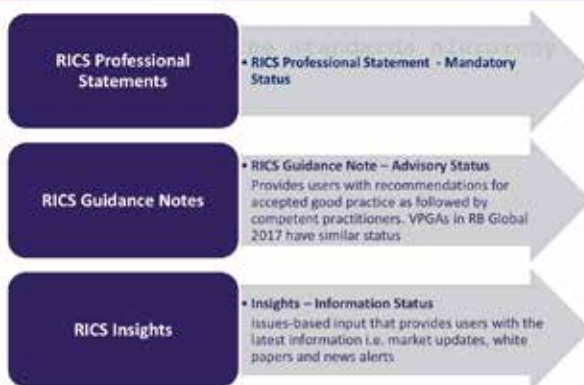 the standards hierarchy
RICS Professional
Statements
• RICS Professional Statement - Mandatory
Status
RICS Guidance Notes
• RICS Guidance Note – Advisory Status
Provides users with recommendations for
accepted good practice as followed by
competent practitioners. VPGAs in RB Global
2017 have similar status
RICS Insights
• Insights – Information Status
Issues-based input that provides users with the
latest information i.e. market updates, white
papers and news alerts